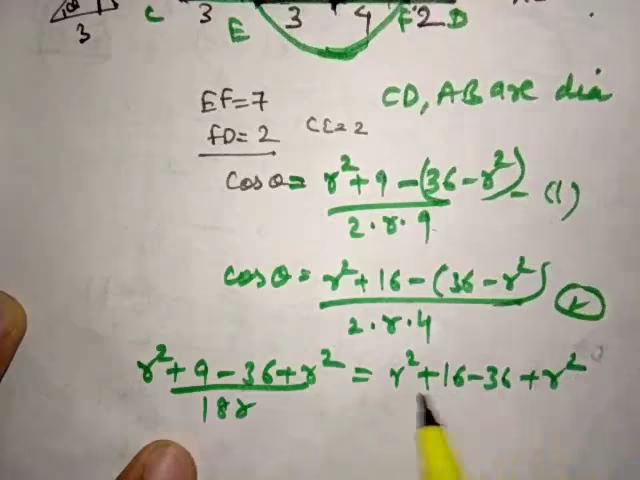 C 3 E 3 4 F 2 D
3
EF=7 CD, AB are dia
FD=2 CE=2
cos θ = r²+9-(36-r²) -(1)
2·r·9
cos θ = r²+16-(36-r²)
2·r·4
r²+9-36+r² = r²+16-36+r²
18r